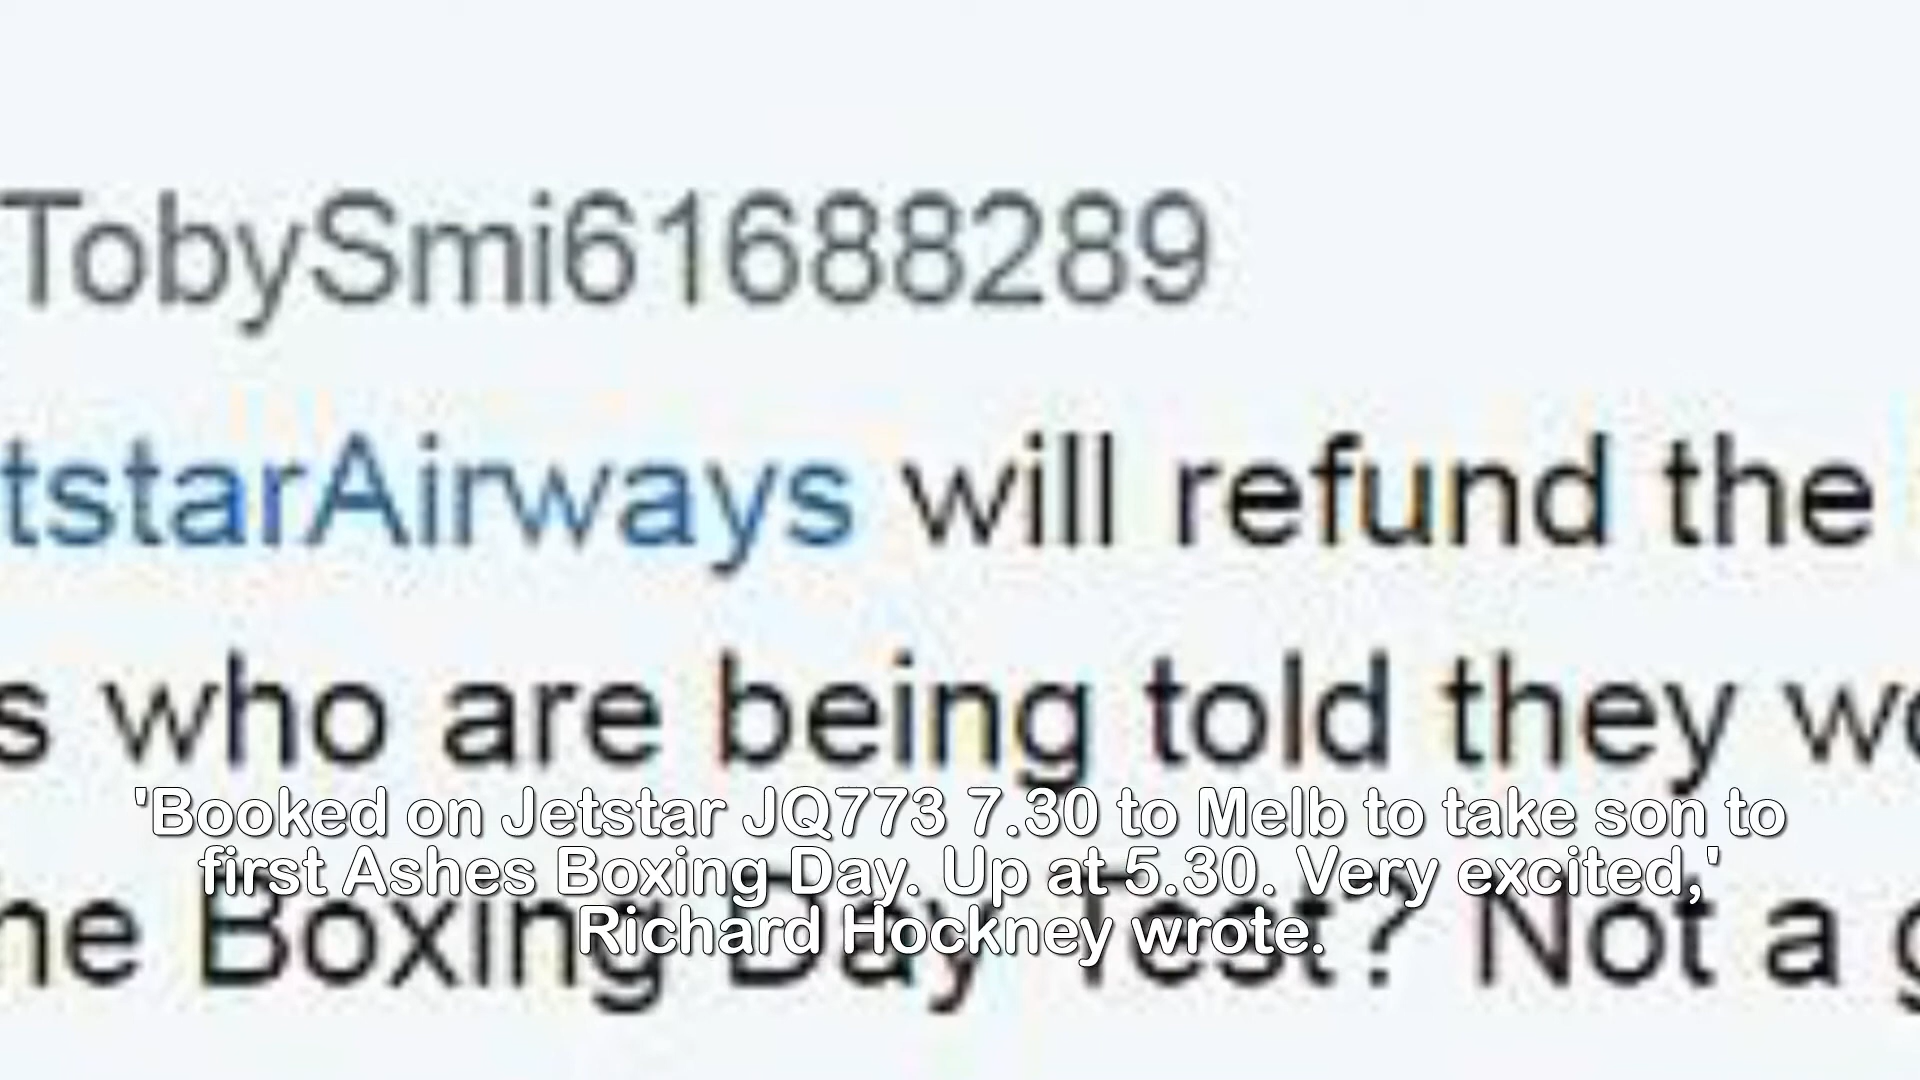 TobySmi61688289
tstarAirways will refund the
s who are being told they
'Booked on Jetstar JQ773 7.30 to Melb to take son to
first Ashes Boxing Day. Up at 5.30. Very excited,'
Richard Hockney wrote.
he Boxing Day Test? Not a